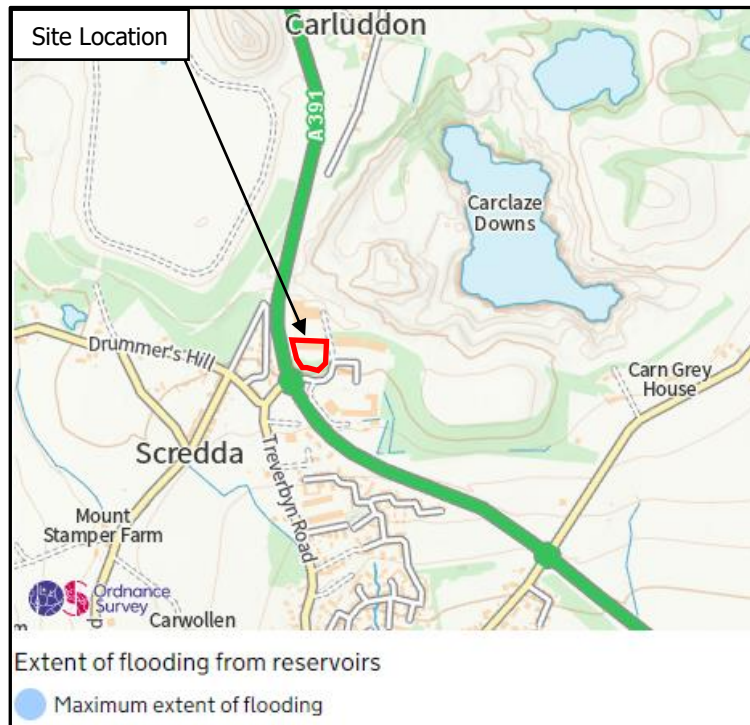 Site Location
Carluddon
A391
Carclaze
Downs
Drummer's Hill
Carn Grey
House
Scredda
Treverbyn Road
Mount
Stamper Farm
Ordnance
Survey
Carwollen
m
d
Extent of flooding from reservoirs
Maximum extent of flooding